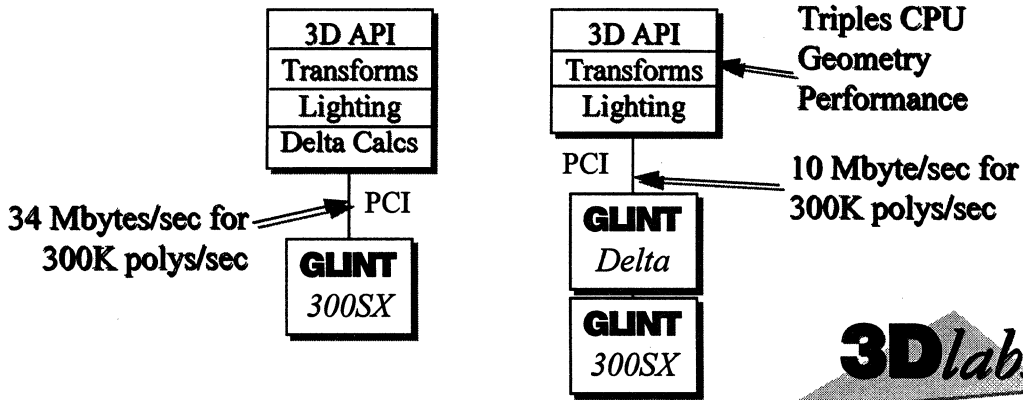 3D API
Transforms
Lighting
Delta Calcs
34 Mbytes/sec for
300K polys/sec
PCI
GLINT
300SX
3D API
Transforms
Lighting
Triples CPU
Geometry
Performance
PCI
10 Mbyte/sec for
300K polys/sec
GLINT
Delta
GLINT
300SX
3Dlabs